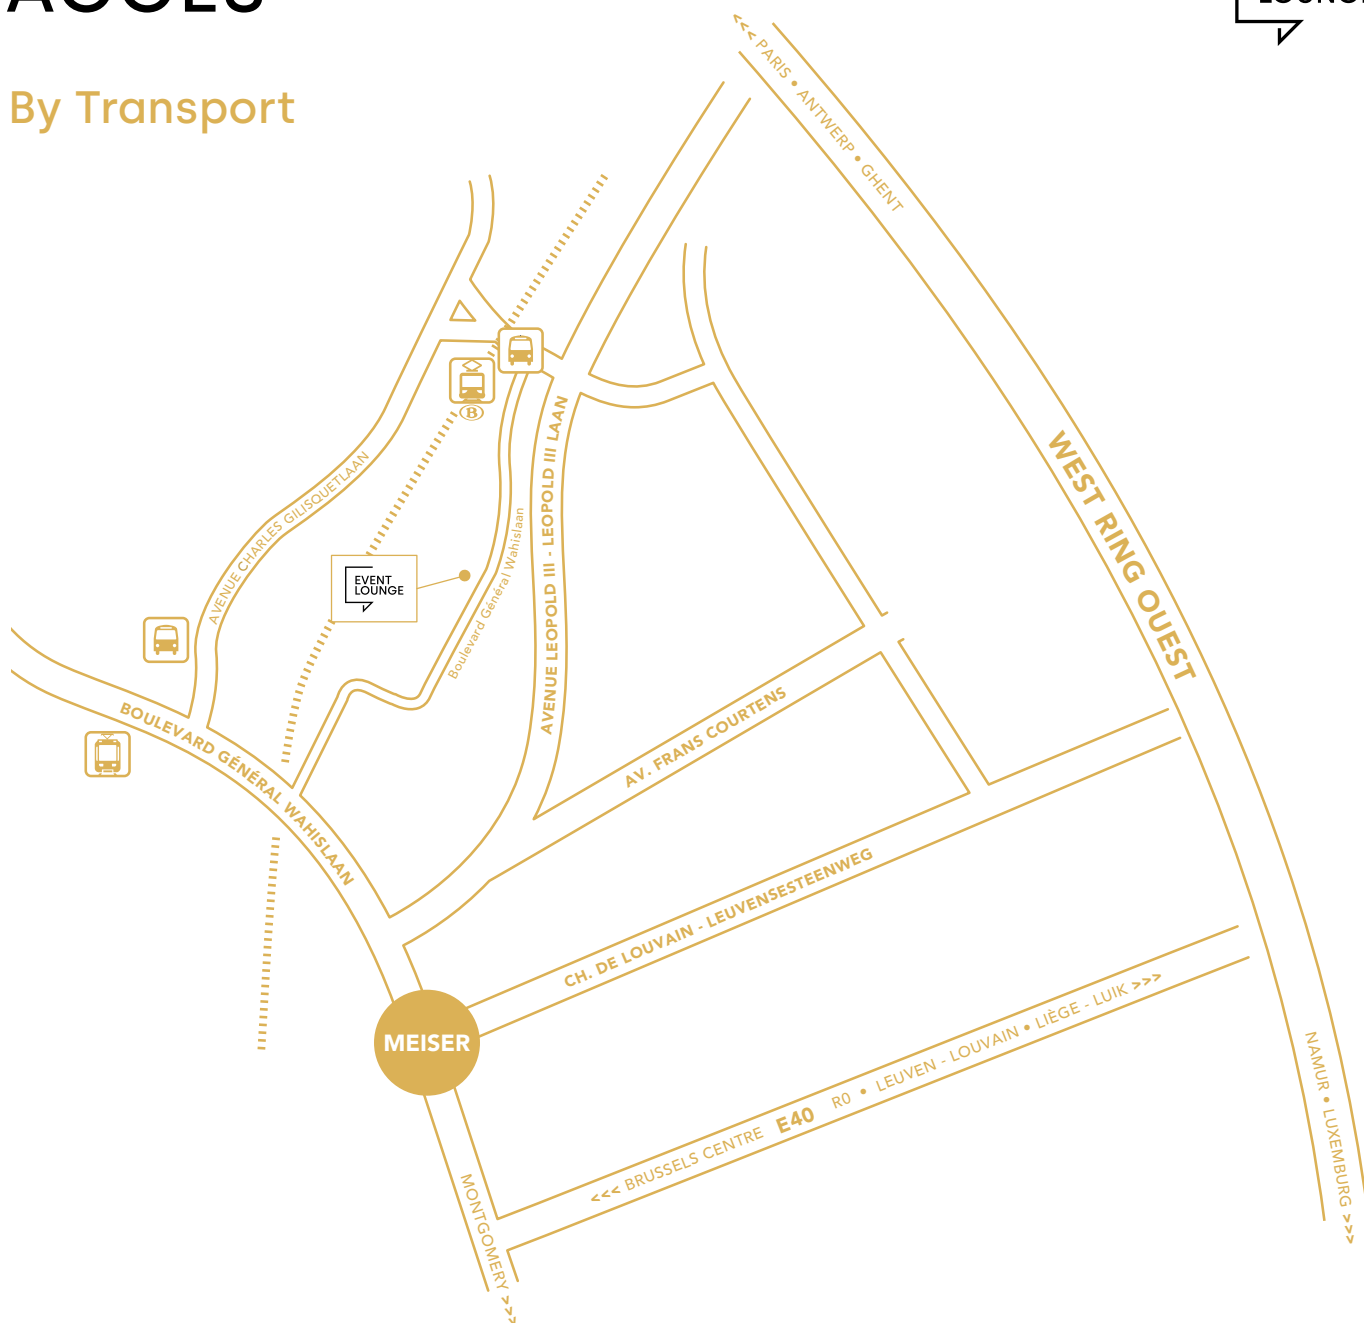 ACCÈS
LOUNGE
By Transport
<<< PARIS • ANTWERP • GHENT
WEST RING OUEST
B
AVENUE LEOPOLD III - LEOPOLD III LAAN
AVENUE CHARLES GILISQUETLAAN
Boulevard Général Wahislaan
EVENT
LOUNGE
BOULEVARD GÉNÉRAL WAHISLAAN
AV. FRANS COURTENS
CH. DE LOUVAIN - LEUVENSESTEENWEG
MEISER
<<< BRUSSELS CENTRE E40 R0 • LEUVEN - LOUVAIN • LIÈGE - LUIK >>>
NAMUR • LUXEMBURG >>>
MONTGOMERY >>>